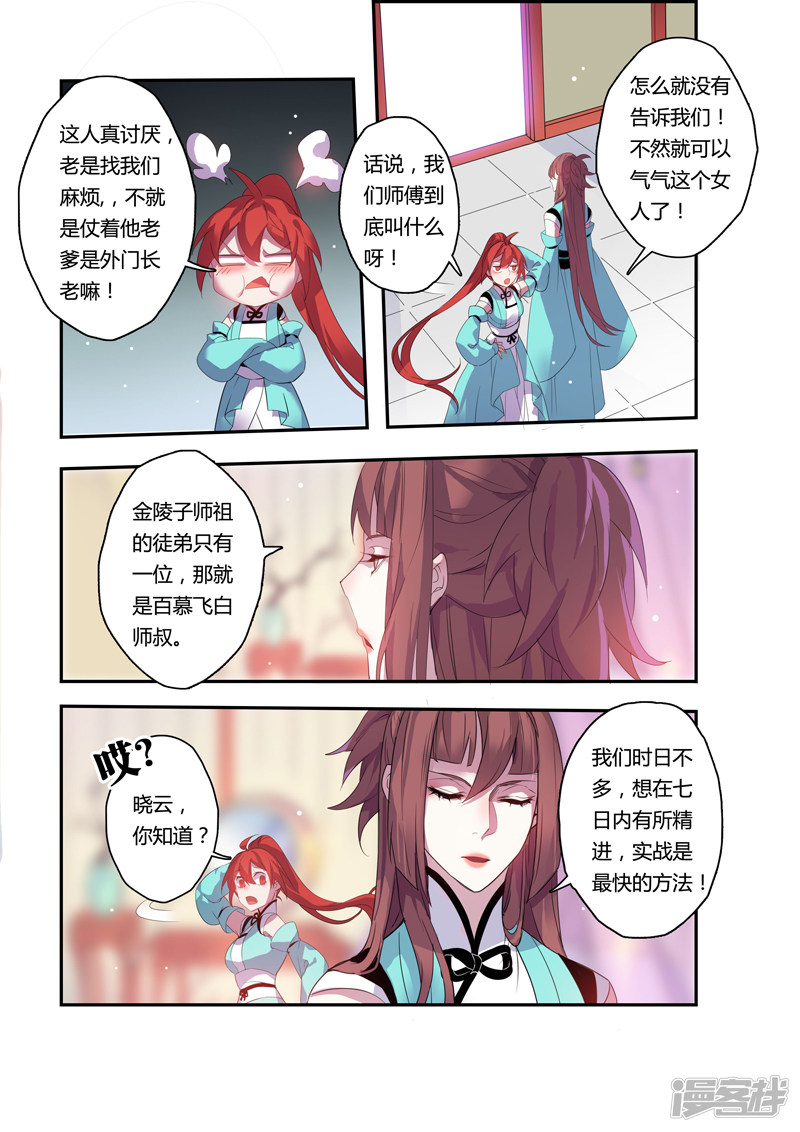 这人真讨厌，
老是找我们
麻烦，，不就
是仗着他老
爹是外门长
老嘛！
话说，我
们师傅到
底叫什么
呀！
怎么就没有
告诉我们！
不然就可以
气气这个女
人了！
金陵子师祖
的徒弟只有
一位，那就
是百慕飞白
师叔。
哎？
晓云，
你知道？
我们时日不
多，想在七
日内有所精
进，实战是
最快的方法！
漫客栈